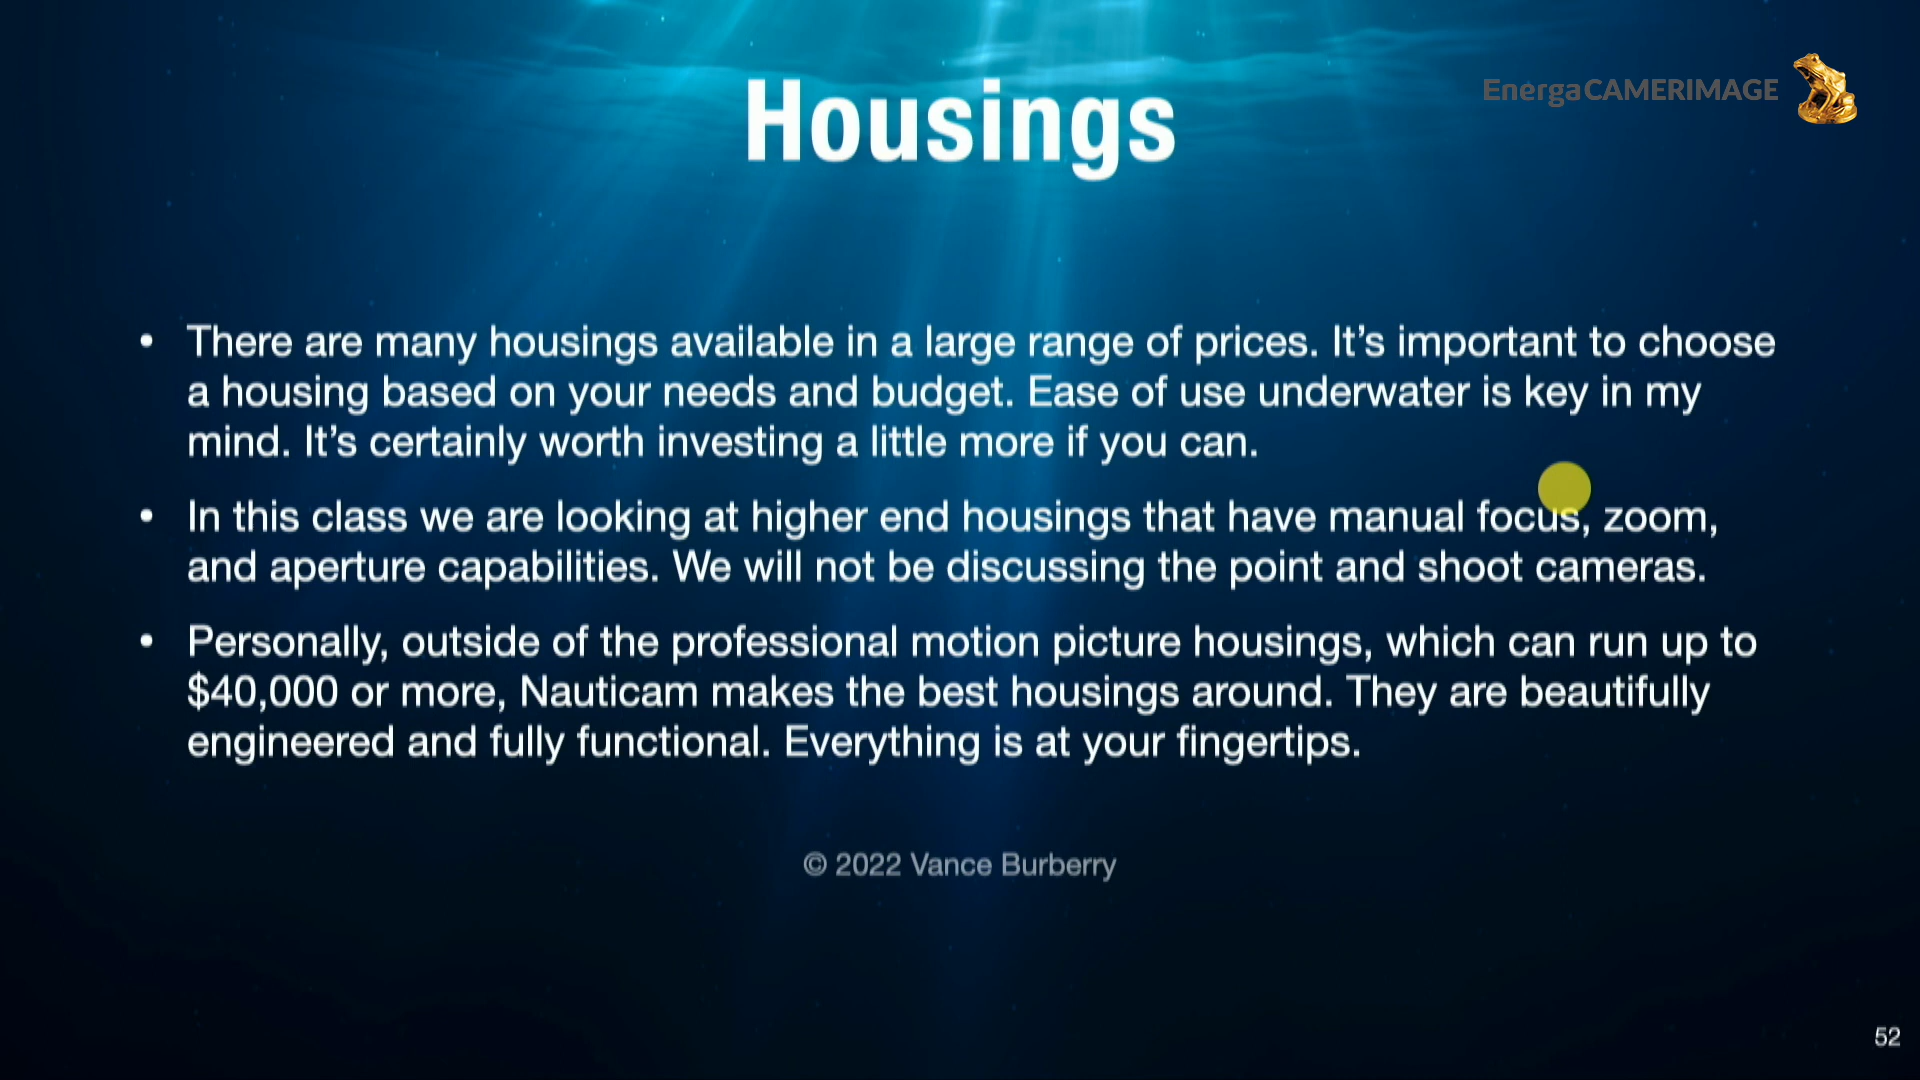 EnergaCAMERIMAGE
Housings
• There are many housings available in a large range of prices. It’s important to choose
a housing based on your needs and budget. Ease of use underwater is key in my
mind. It’s certainly worth investing a little more if you can.
• In this class we are looking at higher end housings that have manual focus, zoom,
and aperture capabilities. We will not be discussing the point and shoot cameras.
• Personally, outside of the professional motion picture housings, which can run up to
$40,000 or more, Nauticam makes the best housings around. They are beautifully
engineered and fully functional. Everything is at your fingertips.
© 2022 Vance Burberry
52